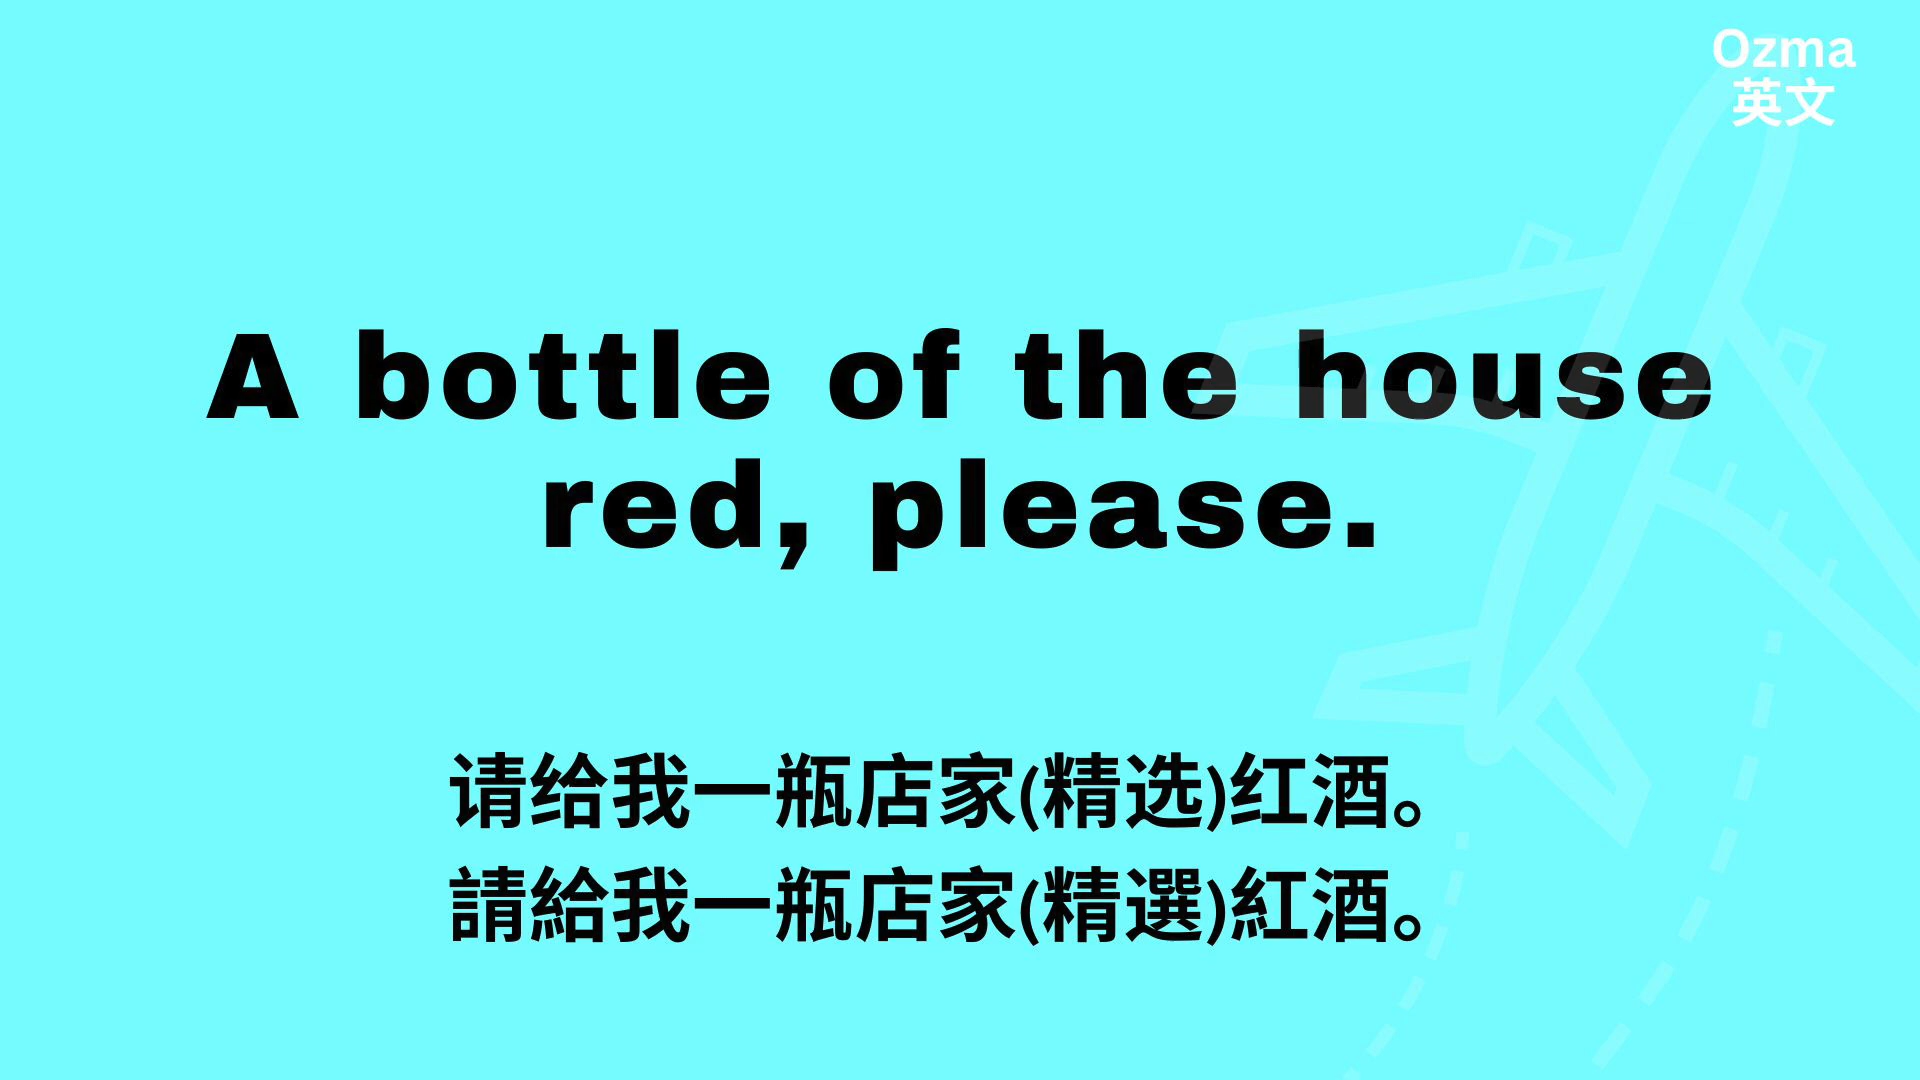 Ozma
英文
A bottle of the house
red, please.
请给我一瓶店家(精选)红酒。
請給我一瓶店家(精選)紅酒。